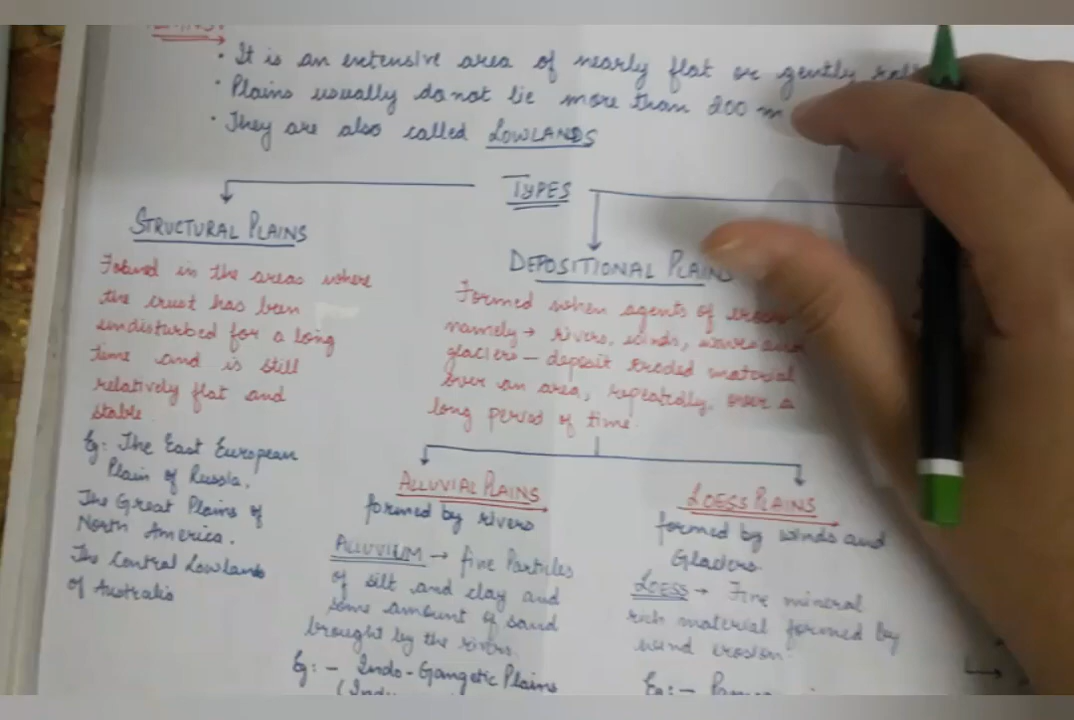 • It is an extensive area of nearly flat or gently
• Plains usually do not lie more than 200 m
• They are also called LOWLANDS
TYPES
STRUCTURAL PLAINS
Formed in the areas where
the crust has been
undisturbed for a long
time and is still
relatively flat and
stable.
Eg: The East European
Plain of Russia,
The Great Plains of
North America.
The Central Lowlands
of Australia
DEPOSITIONAL PLAINS
Formed when agents of
namely → rivers, winds, waves and
glaciers – deposit eroded material
over an area, repeatedly, over a
long period of time.
ALLUVIAL PLAINS
formed by rivers
ALLUVIUM → fine Particles
of silt and clay and
some amount of sand
brought by the rivers.
Eg: – Indo-Gangetic Plains
LOESS PLAINS
formed by winds and
Glaciers.
LOESS → Fine mineral
rich material formed by
wind erosion.
Eg: –